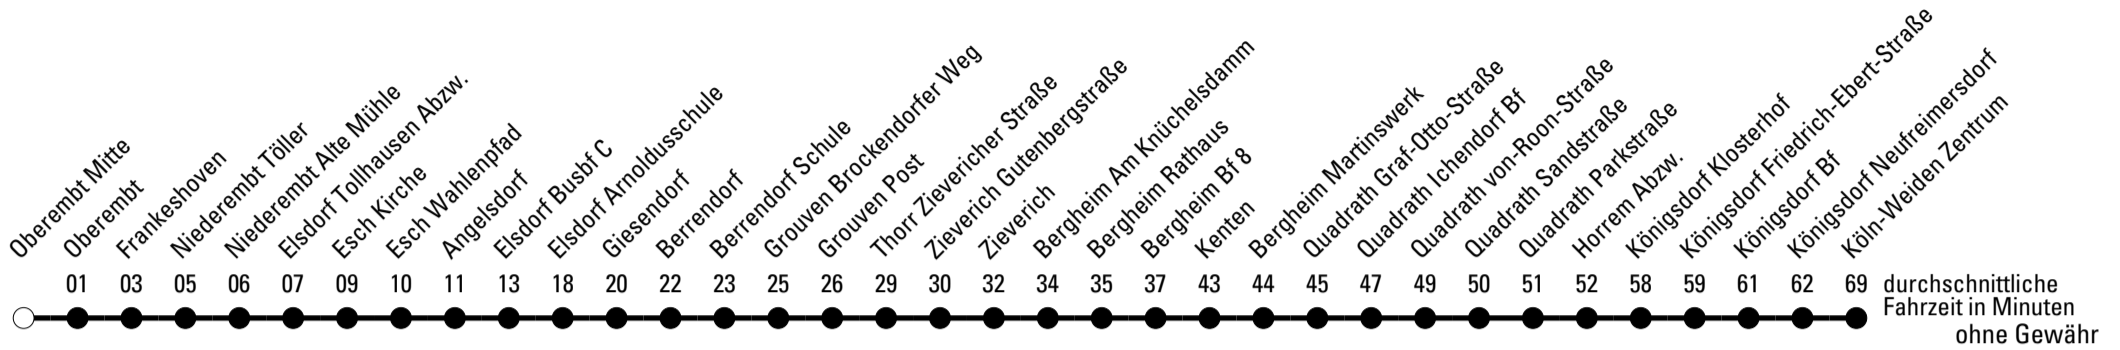 Oberembt Mitte
Oberembt
Frankeshoven
Niederembt Töller
Niederembt Alte Mühle
Elsdorf Tollhausen Abzw.
Esch Kirche
Esch Wahlenpfad
Angelsdorf
Elsdorf Busbf C
Elsdorf Arnoldusschule
Giesendorf
Berrendorf
Berrendorf Schule
Grouven Brockendorfer Weg
Grouven Post
Thorr Zievericher Straße
Zieverich Gutenbergstraße
Zieverich
Bergheim Am Knüchelsdamm
Bergheim Rathaus
Bergheim Bf 8
Kenten
Bergheim Martinswerk
Quadrath Graf-Otto-Straße
Quadrath Ichendorf Bf
Quadrath von-Roon-Straße
Quadrath Sandstraße
Quadrath Parkstraße
Horrem Abzw.
Königsdorf Klosterhof
Königsdorf Friedrich-Ebert-Straße
Königsdorf Bf
Königsdorf Neufreimersdorf
Köln-Weiden Zentrum
01 03 05 06 07 09 10 11 13 18 20 22 23 25 26 29 30 32 34 35 37 43 44 45 47 49 50 51 52 58 59 61 62 69 durchschnittliche
Fahrzeit in Minuten
ohne Gewähr